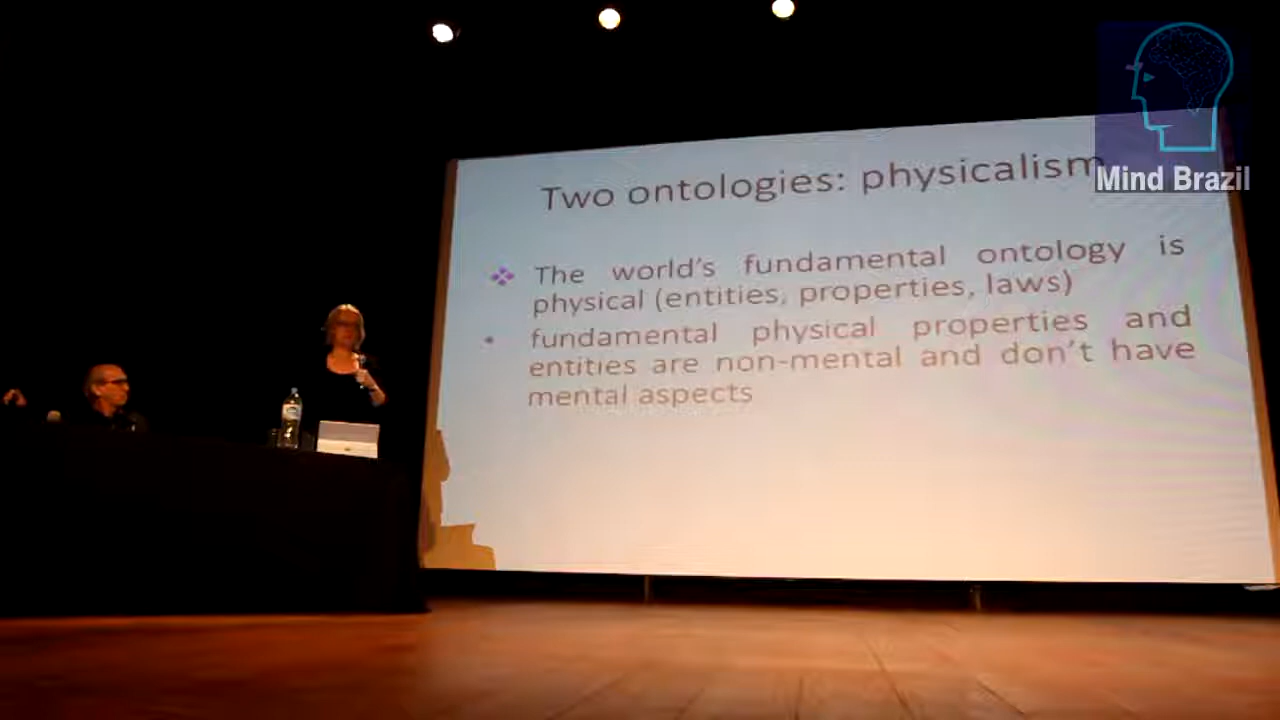 Two ontologies: physicalism
Mind Brazil
❖ The world's fundamental ontology is
physical (entities, properties, laws)
• fundamental physical properties and
entities are non-mental and don't have
mental aspects